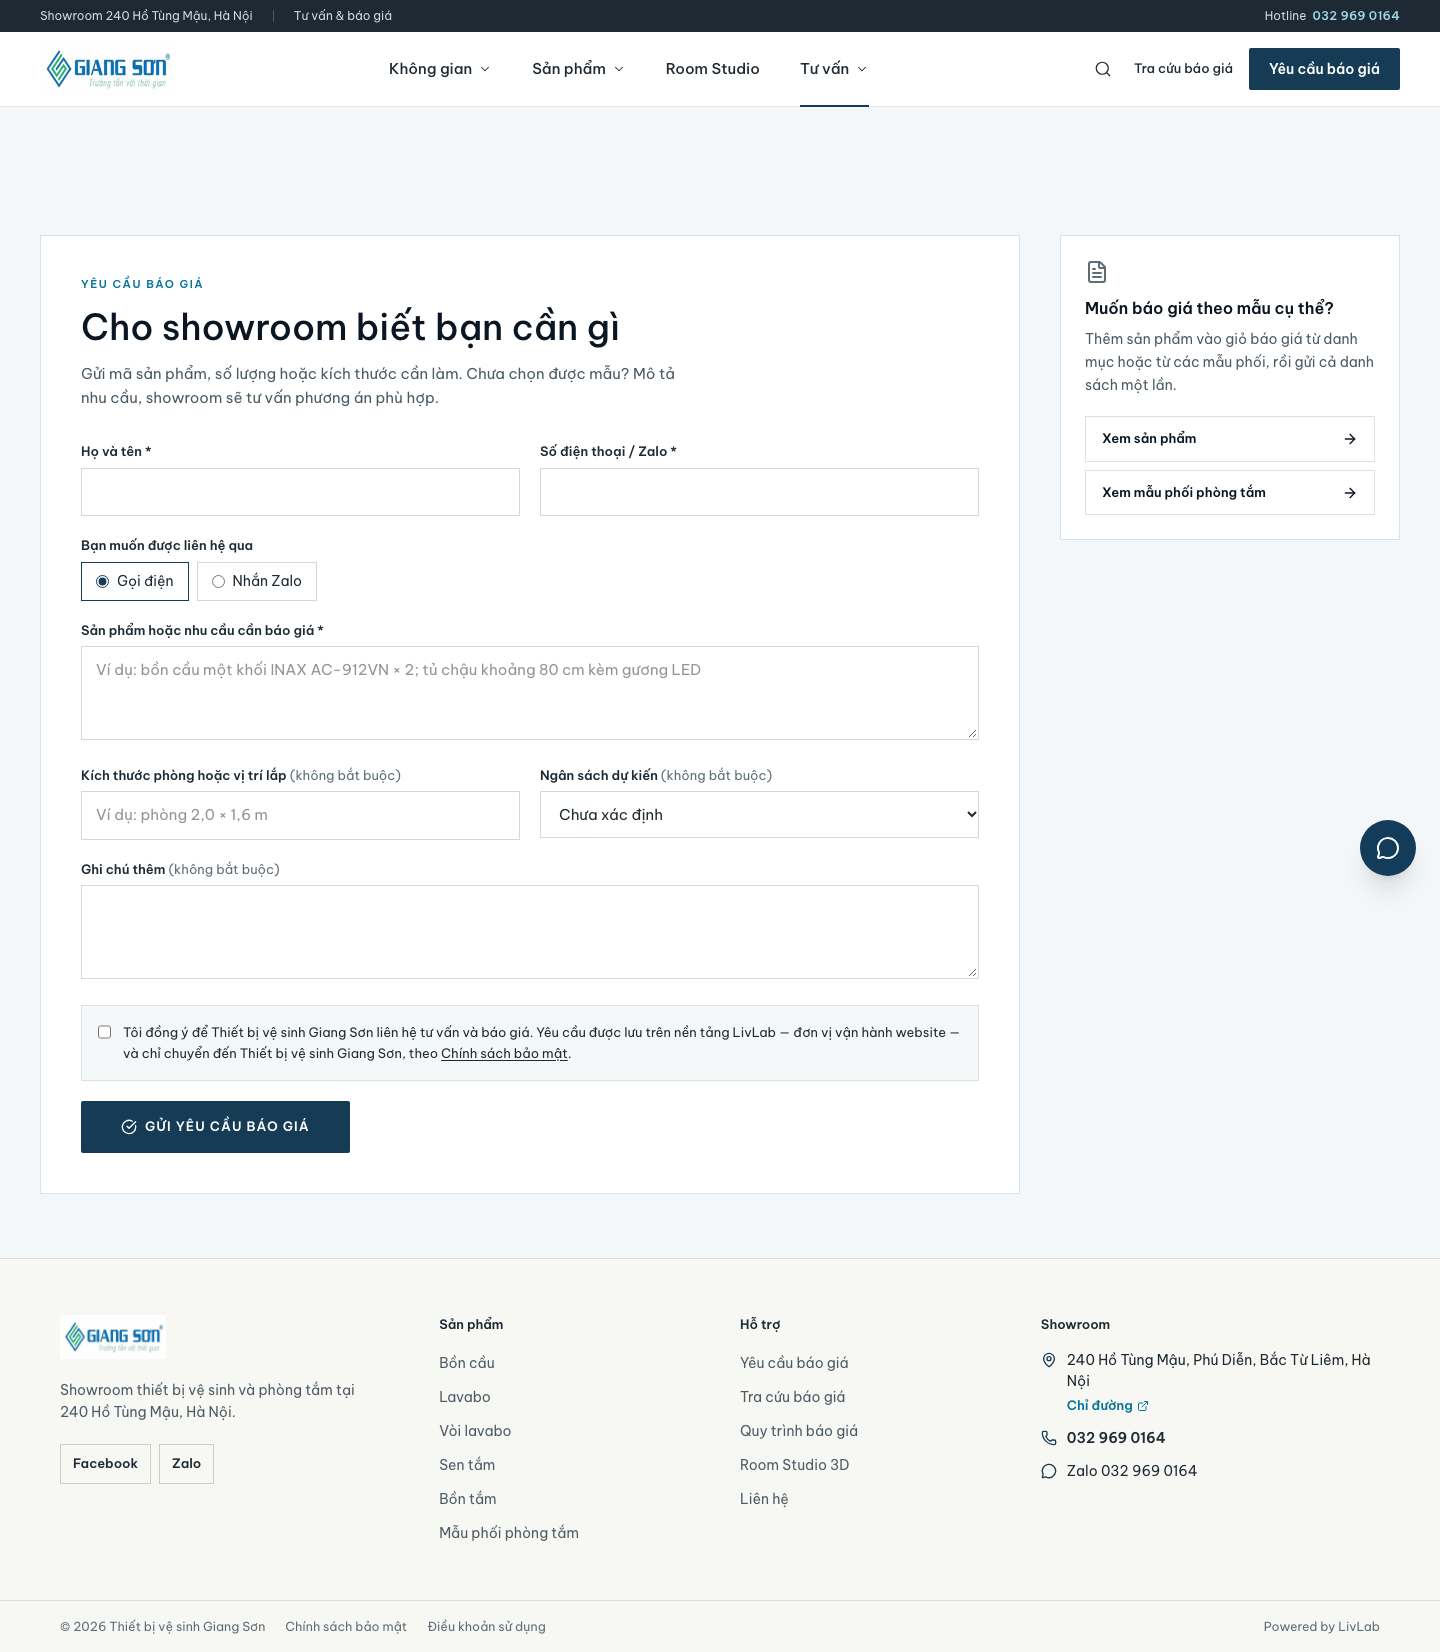 Showroom 240 Hồ Tùng Mậu, Hà Nội
Tư vấn & báo giá
Hotline 032 969 0164
GIANG SƠN
Trường tồn với thời gian
Không gian
Sản phẩm
Room Studio
Tư vấn
Tra cứu báo giá
Yêu cầu báo giá
YÊU CẦU BÁO GIÁ
Cho showroom biết bạn cần gì
Gửi mã sản phẩm, số lượng hoặc kích thước cần làm. Chưa chọn được mẫu? Mô tả
nhu cầu, showroom sẽ tư vấn phương án phù hợp.
Họ và tên *
Số điện thoại / Zalo *
Bạn muốn được liên hệ qua
Gọi điện
Nhắn Zalo
Sản phẩm hoặc nhu cầu cần báo giá *
Ví dụ: bồn cầu một khối INAX AC-912VN × 2; tủ chậu khoảng 80 cm kèm gương LED
Kích thước phòng hoặc vị trí lắp (không bắt buộc)
Ngân sách dự kiến (không bắt buộc)
Ví dụ: phòng 2,0 × 1,6 m
Chưa xác định
Ghi chú thêm (không bắt buộc)
Tôi đồng ý để Thiết bị vệ sinh Giang Sơn liên hệ tư vấn và báo giá. Yêu cầu được lưu trên nền tảng LivLab — đơn vị vận hành website —
và chỉ chuyển đến Thiết bị vệ sinh Giang Sơn, theo Chính sách bảo mật.
GỬI YÊU CẦU BÁO GIÁ
Muốn báo giá theo mẫu cụ thể?
Thêm sản phẩm vào giỏ báo giá từ danh
mục hoặc từ các mẫu phối, rồi gửi cả danh
sách một lần.
Xem sản phẩm
Xem mẫu phối phòng tắm
GIANG SƠN
Trường tồn với thời gian
Showroom thiết bị vệ sinh và phòng tắm tại
240 Hồ Tùng Mậu, Hà Nội.
Facebook
Zalo
Sản phẩm
Bồn cầu
Lavabo
Vòi lavabo
Sen tắm
Bồn tắm
Mẫu phối phòng tắm
Hỗ trợ
Yêu cầu báo giá
Tra cứu báo giá
Quy trình báo giá
Room Studio 3D
Liên hệ
Showroom
240 Hồ Tùng Mậu, Phú Diễn, Bắc Từ Liêm, Hà
Nội
Chỉ đường
032 969 0164
Zalo 032 969 0164
© 2026 Thiết bị vệ sinh Giang Sơn
Chính sách bảo mật
Điều khoản sử dụng
Powered by LivLab